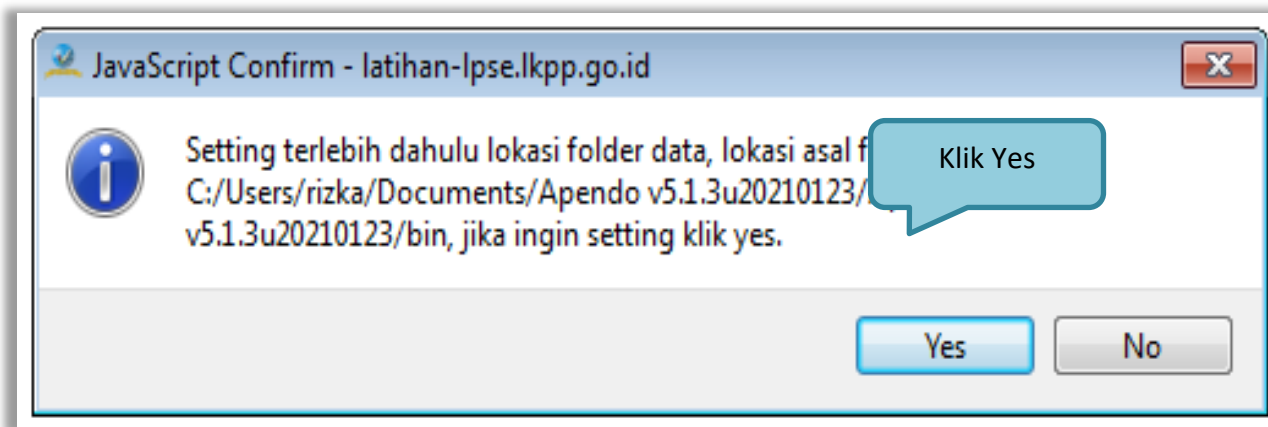 JavaScript Confirm - latihan-lpse.lkpp.go.id
Setting terlebih dahulu lokasi folder data, lokasi asal
Klik Yes
C:/Users/rizka/Documents/Apendo v5.1.3u20210123/
v5.1.3u20210123/bin, jika ingin setting klik yes.
Yes
No